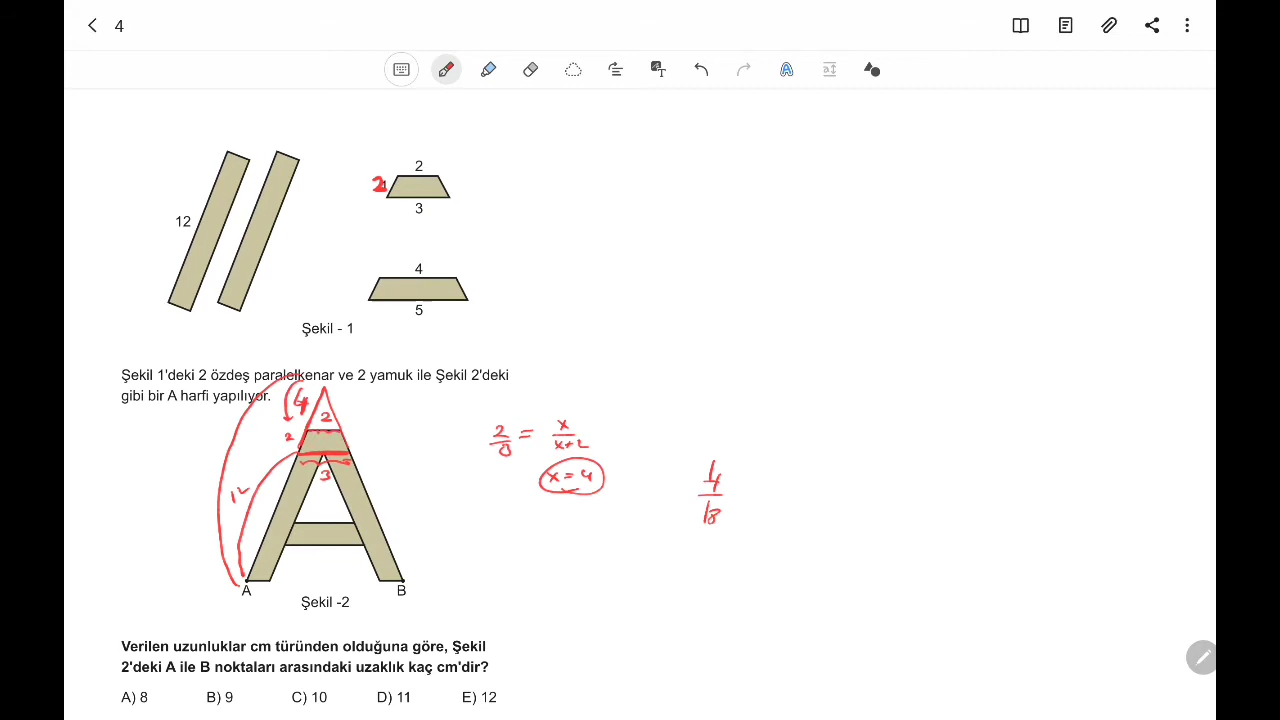 4
2
2
3
12
4
5
Şekil - 1
Şekil 1'deki 2 özdeş paralelkenar ve 2 yamuk ile Şekil 2'deki
gibi bir A harfi yapılıyor.
4
2
2
3
12
2/3 = x/x+2
x = 4
4/18
A
B
Şekil -2
Verilen uzunluklar cm türünden olduğuna göre, Şekil
2'deki A ile B noktaları arasındaki uzaklık kaç cm'dir?
A) 8 B) 9 C) 10 D) 11 E) 12